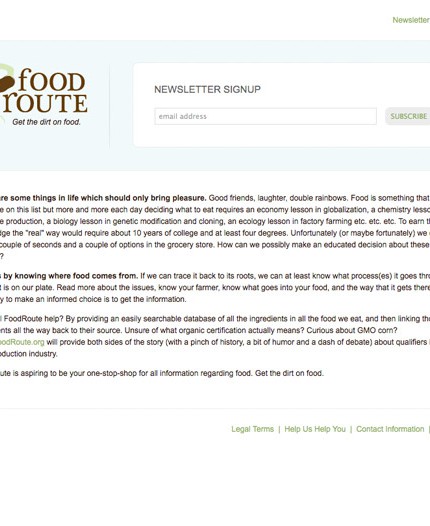 Newsletter
food
route
Get the dirt on food.
NEWSLETTER SIGNUP
email address
SUBSCRIBE
are some things in life which should only bring pleasure. Good friends, laughter, double rainbows. Food is something that
e on this list but more and more each day deciding what to eat requires an economy lesson in globalization, a chemistry lesso
e production, a biology lesson in genetic modification and cloning, an ecology lesson in factory farming etc. etc. etc. To earn t
dge the "real" way would require about 10 years of college and at least four degrees. Unfortunately (or maybe fortunately) we
couple of seconds and a couple of options in the grocery store. How can we possibly make an educated decision about these
?
s by knowing where food comes from. If we can trace it back to its roots, we can at least know what process(es) it goes thro
t is on our plate. Read more about the issues, know your farmer, know what goes into your food, and the way that it gets there
y to make an informed choice is to get the information.
l FoodRoute help? By providing an easily searchable database of all the ingredients in all the food we eat, and then linking tho
ents all the way back to their source. Unsure of what organic certification actually means? Curious about GMO corn?
oodRoute.org will provide both sides of the story (with a pinch of history, a bit of humor and a dash of debate) about qualifiers
oduction industry.
ute is aspiring to be your one-stop-shop for all information regarding food. Get the dirt on food.
Legal Terms | Help Us Help You | Contact Information |